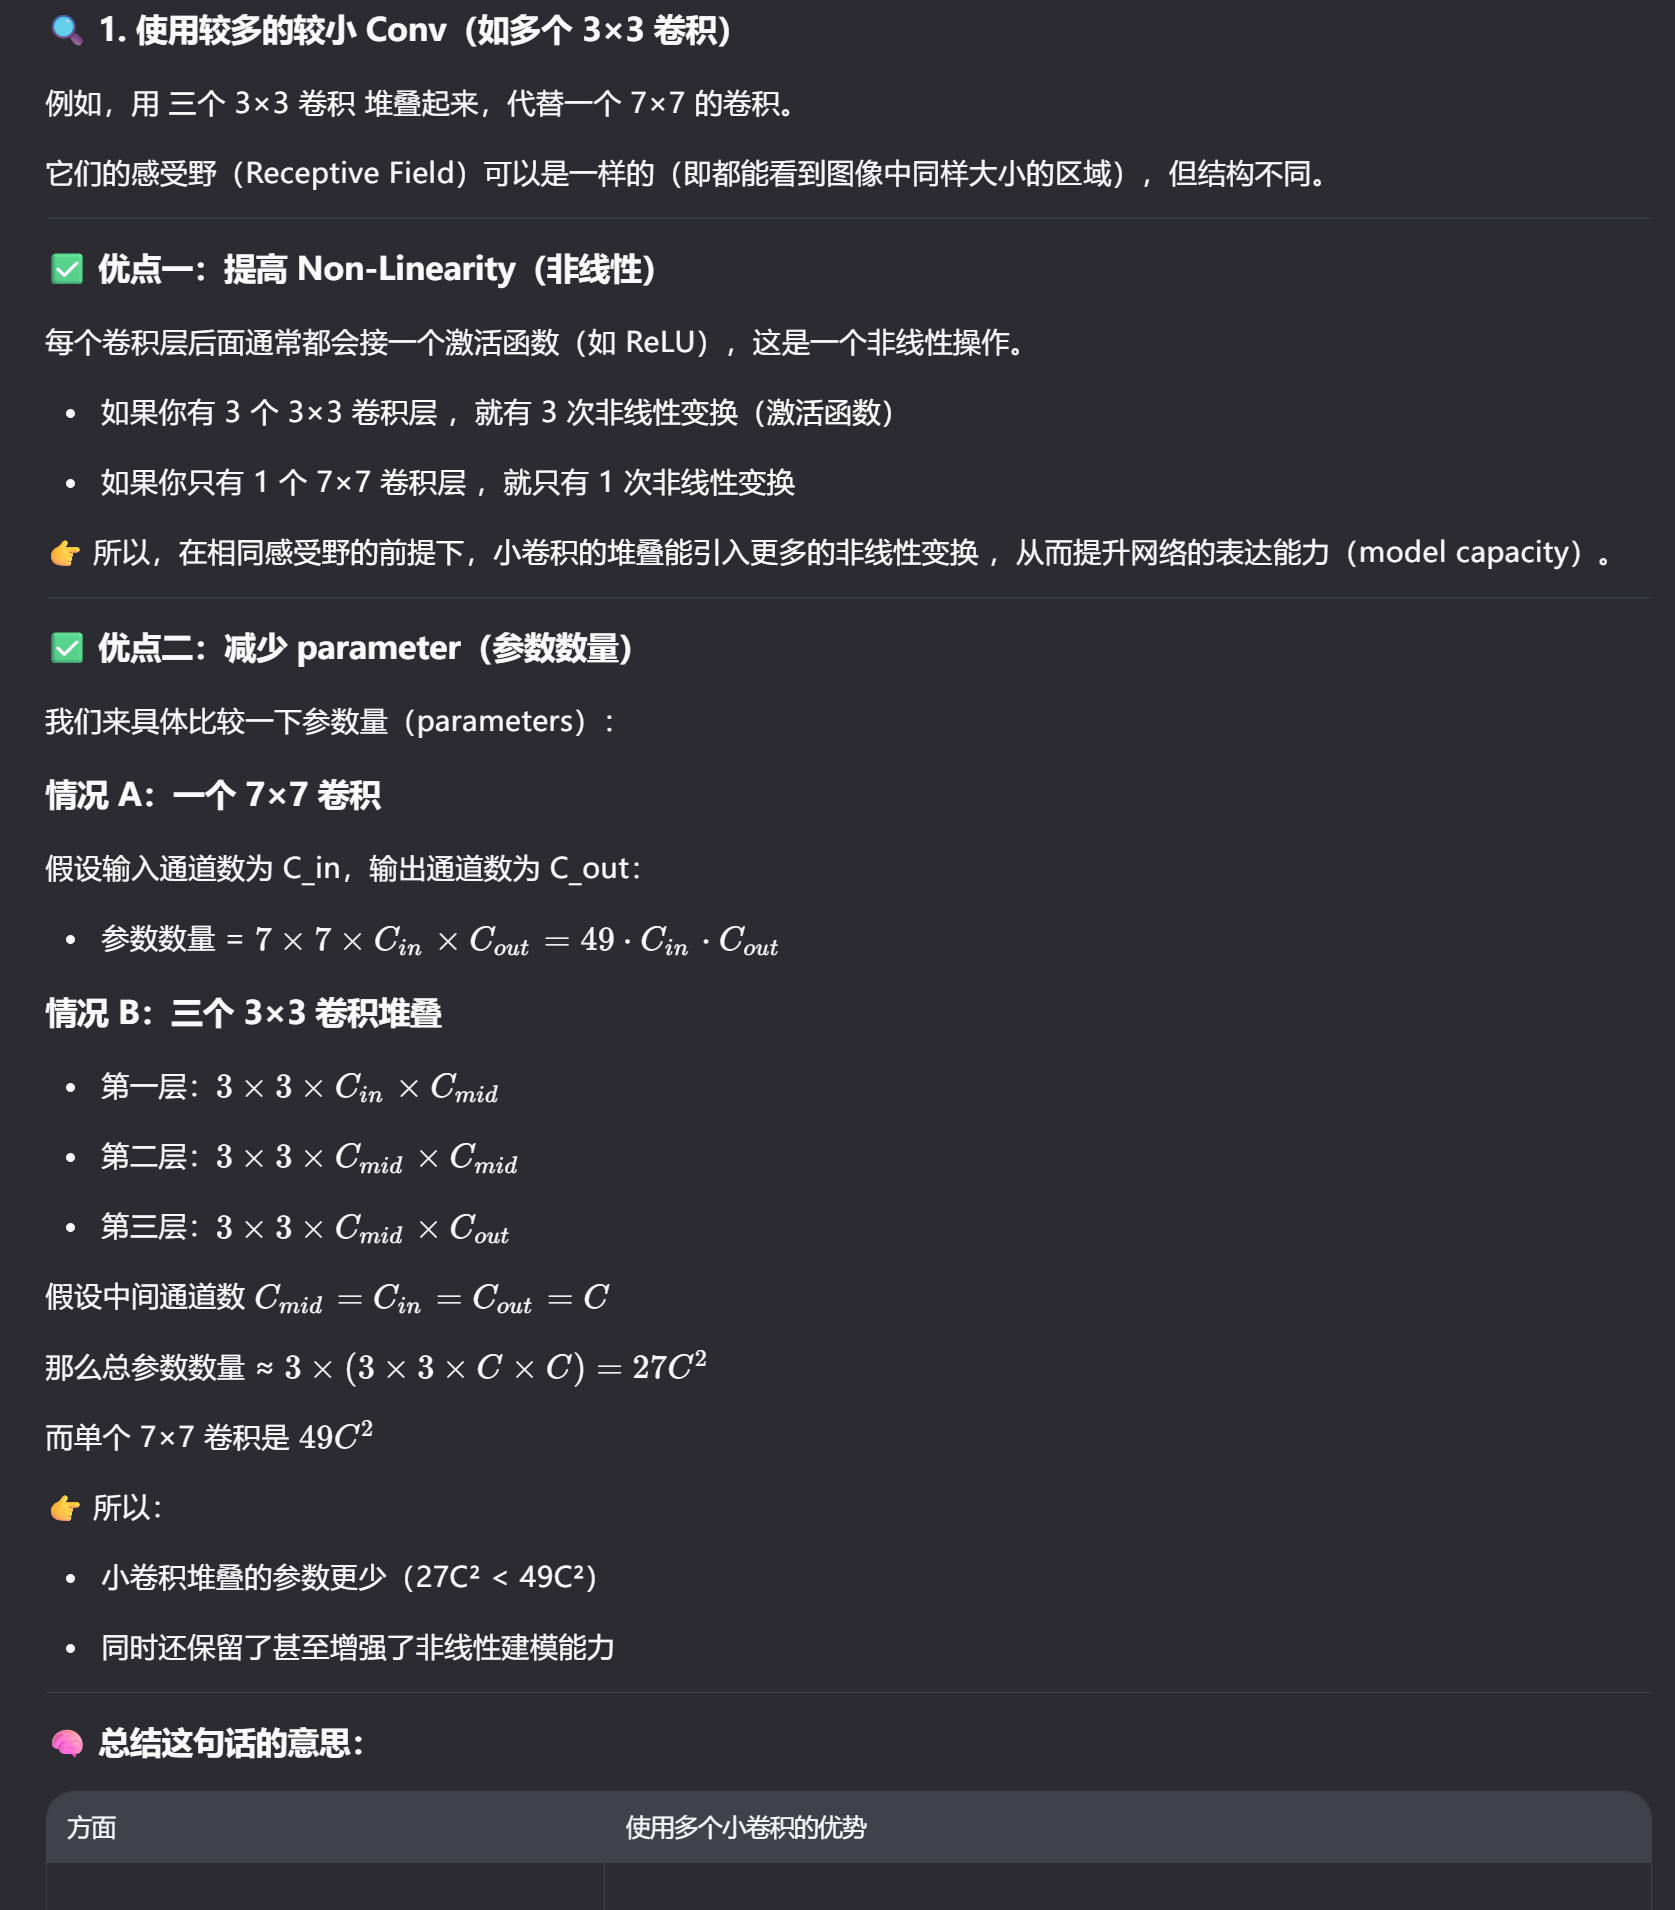 🔍 1. 使用较多的较小 Conv（如多个 3×3 卷积）
例如，用 三个 3×3 卷积 堆叠起来，代替一个 7×7 的卷积。
它们的感受野（Receptive Field）可以是一样的（即都能看到图像中同样大小的区域），但结构不同。
✅ 优点一：提高 Non-Linearity（非线性）
每个卷积层后面通常都会接一个激活函数（如 ReLU），这是一个非线性操作。
• 如果你有 3 个 3×3 卷积层 ，就有 3 次非线性变换（激活函数）
• 如果你只有 1 个 7×7 卷积层 ，就只有 1 次非线性变换
👉 所以，在相同感受野的前提下，小卷积的堆叠能引入更多的非线性变换 ，从而提升网络的表达能力（model capacity）。
✅ 优点二：减少 parameter（参数数量）
我们来具体比较一下参数量（parameters）：
情况 A：一个 7×7 卷积
假设输入通道数为 C_in，输出通道数为 C_out：
• 参数数量 = $7 \times 7 \times C_{in} \times C_{out} = 49 \cdot C_{in} \cdot C_{out}$
情况 B：三个 3×3 卷积堆叠
• 第一层：$3 \times 3 \times C_{in} \times C_{mid}$
• 第二层：$3 \times 3 \times C_{mid} \times C_{mid}$
• 第三层：$3 \times 3 \times C_{mid} \times C_{out}$
假设中间通道数 $C_{mid} = C_{in} = C_{out} = C$
那么总参数数量 ≈ $3 \times (3 \times 3 \times C \times C) = 27C^2$
而单个 7×7 卷积是 $49C^2$
👉 所以：
• 小卷积堆叠的参数更少（27C² < 49C²）
• 同时还保留了甚至增强了非线性建模能力
🧠 总结这句话的意思：
方面 使用多个小卷积的优势